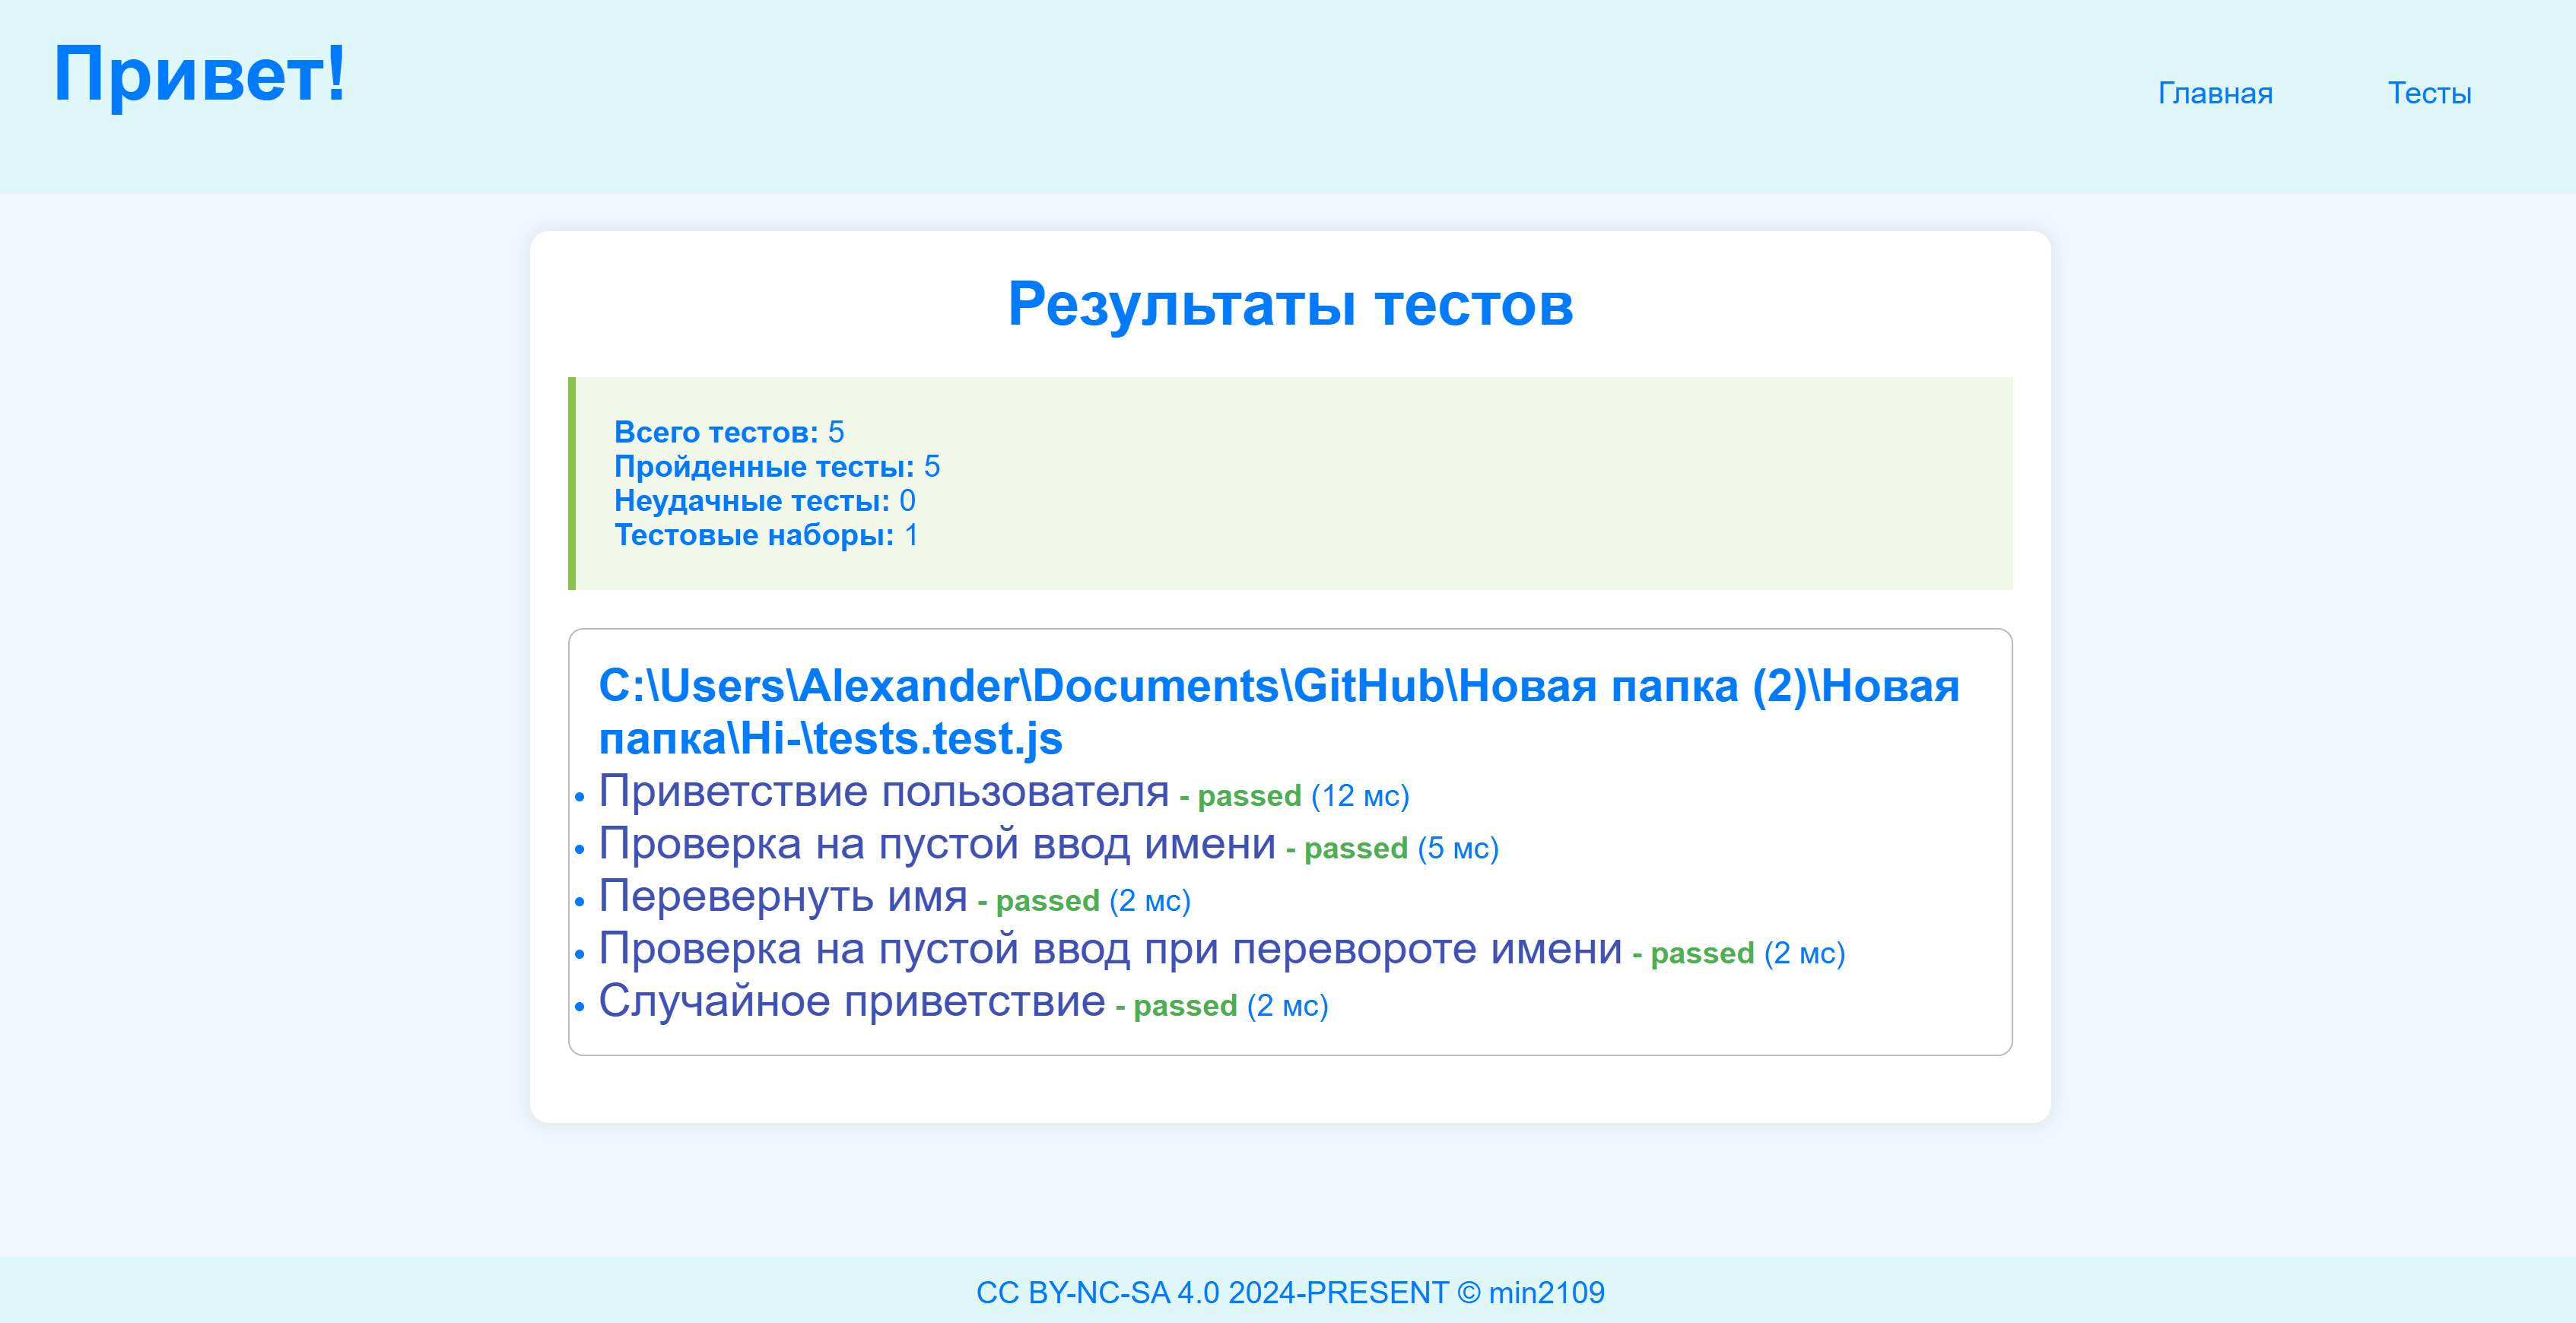 Привет!
Главная
Тесты
Результаты тестов
Всего тестов: 5
Пройденные тесты: 5
Неудачные тесты: 0
Тестовые наборы: 1
C:\Users\Alexander\Documents\GitHub\Новая папка (2)\Новая
папка\Hi-\tests.test.js
• Приветствие пользователя - passed (12 мс)
• Проверка на пустой ввод имени - passed (5 мс)
• Перевернуть имя - passed (2 мс)
• Проверка на пустой ввод при перевороте имени - passed (2 мс)
• Случайное приветствие - passed (2 мс)
CC BY-NC-SA 4.0 2024-PRESENT © min2109